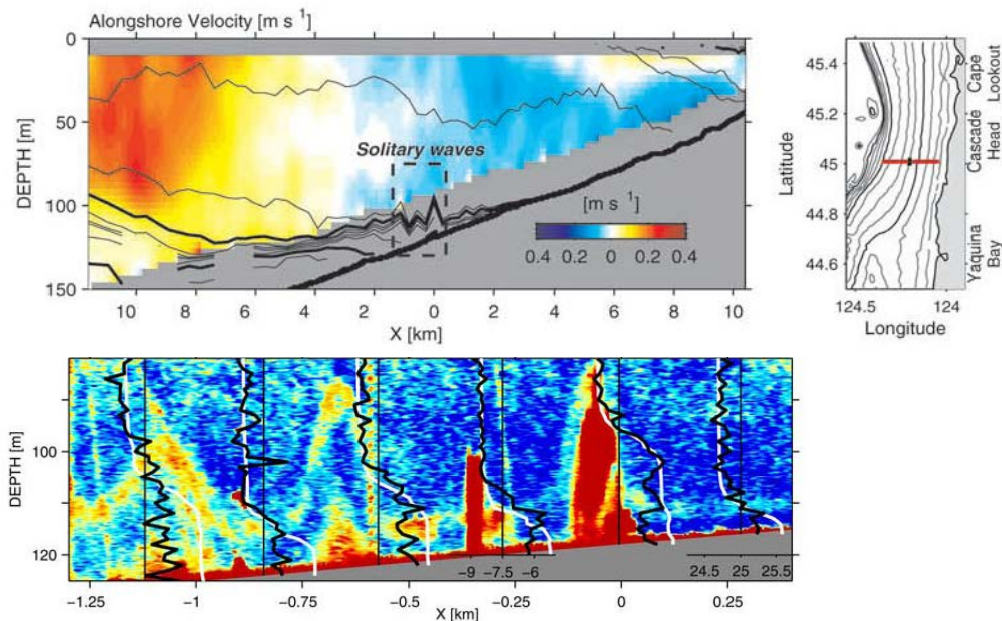 Alongshore Velocity [m s ¹]
0
50
100
150
DEPTH [m]
Solitary waves
[m s ¹]
0.4 0.2 0 0.2 0.4
10 8 6 4 2 0 2 4 6 8 10
X [km]
45.4
45.2
45
44.8
44.6
Latitude
Cape Lookout
Cascade Head
Yaquina Bay
124.5 124
Longitude
DEPTH [m]
100
120
−9 −7.5 −6
24.5 25 25.5
−1.25 −1 −0.75 −0.5 −0.25 0 0.25
X [km]